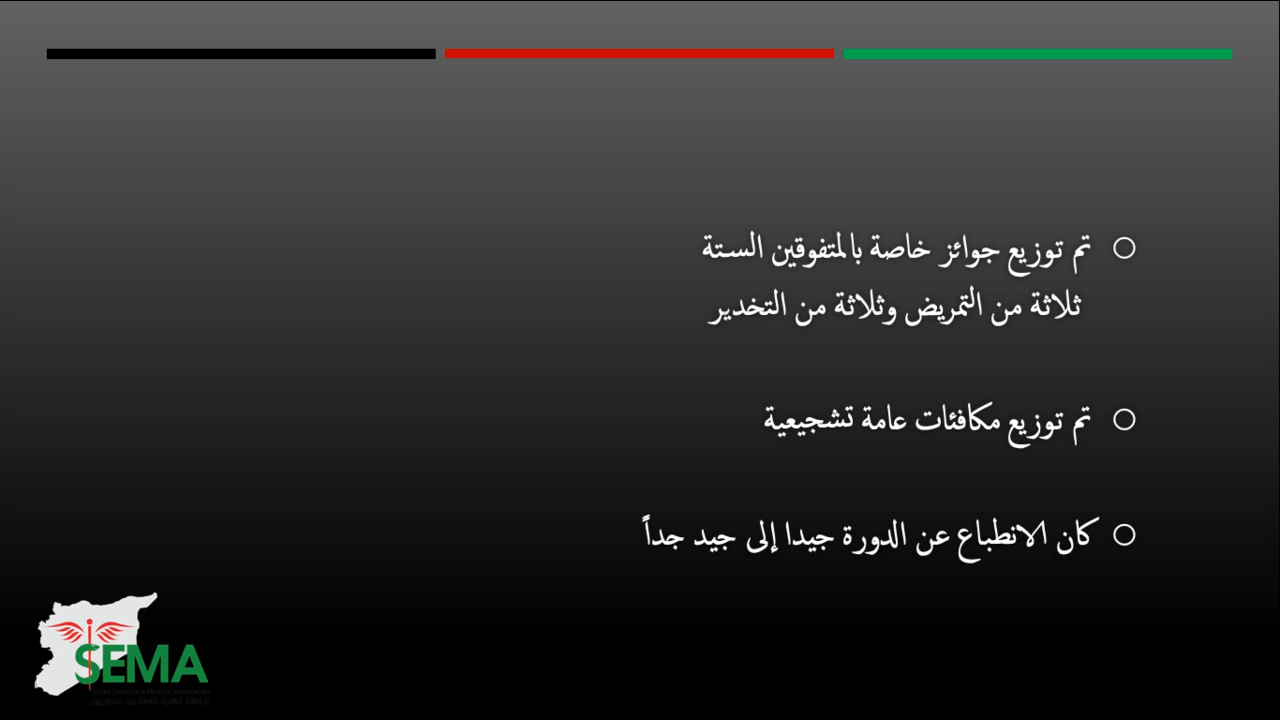 تم توزيع جوائز خاصة بالمتفوقين الستة
ثلاثة من التمريض وثلاثة من التخدير
تم توزيع مكافئات عامة تشجيعية
كان الانطباع عن الدورة جيدا إلى جيد جداً
SEMA